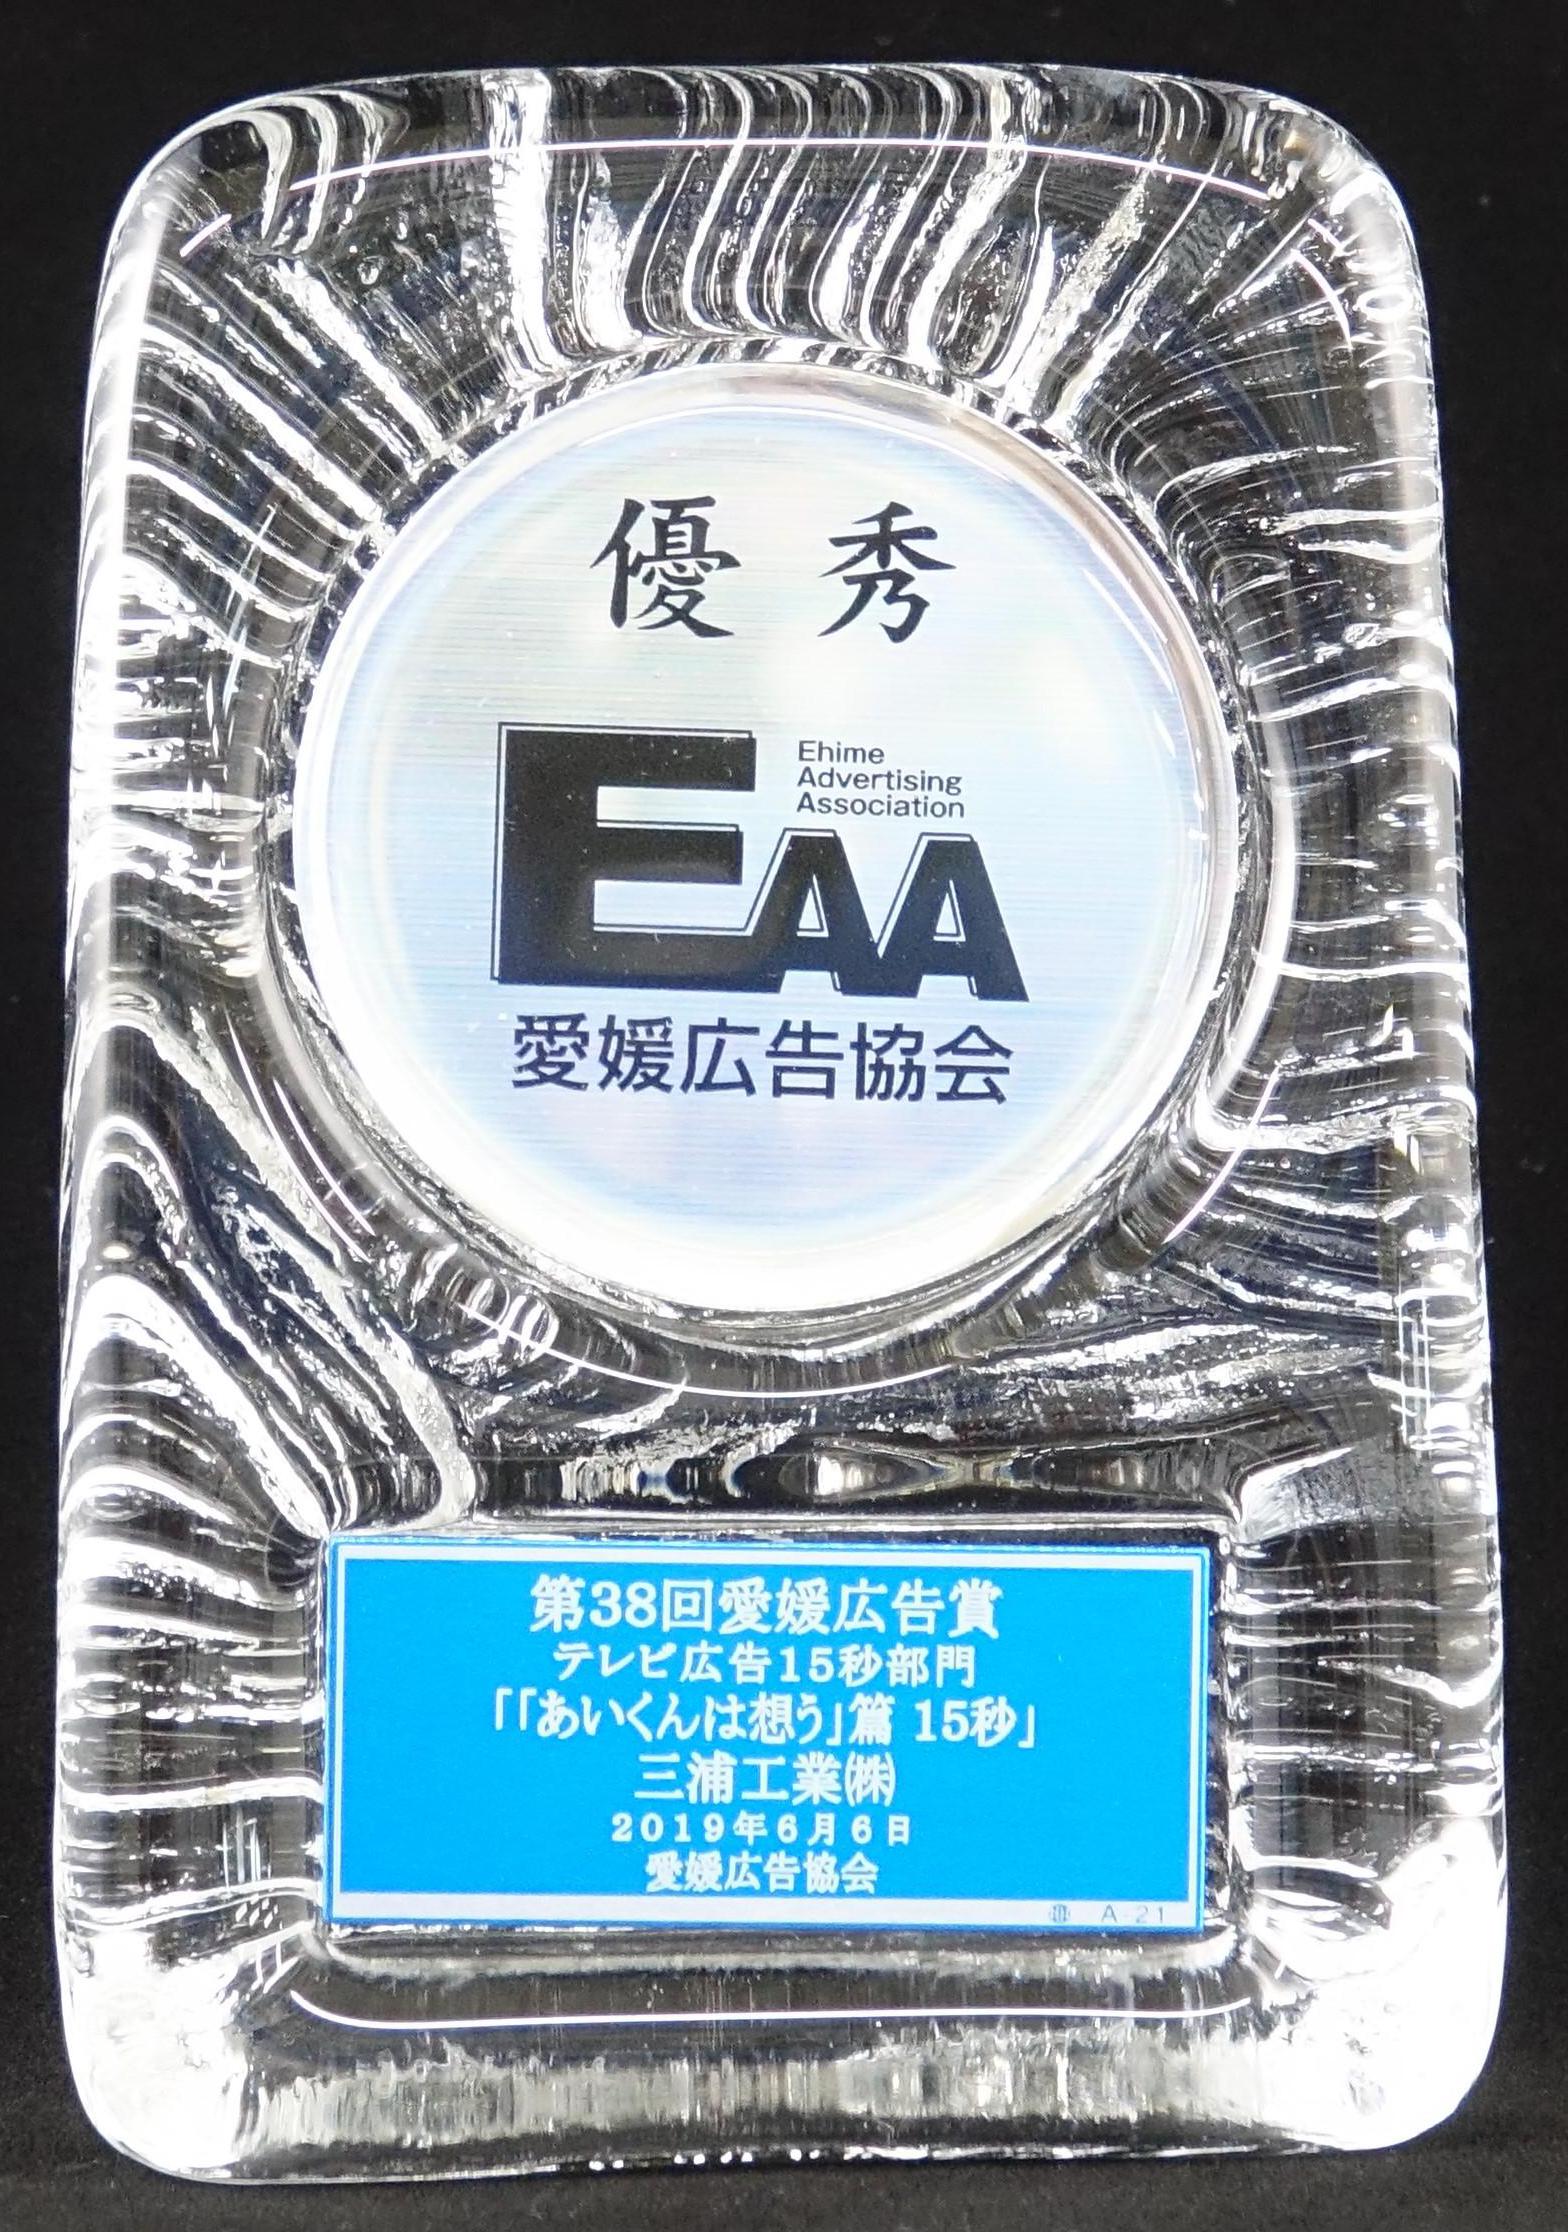 優秀
Ehime
Advertising
Association
EAA
愛媛広告協会
第38回愛媛広告賞
テレビ広告15秒部門
「「あいくんは想う」篇 15秒」
三浦工業㈱
2019年6月6日
愛媛広告協会
A-21